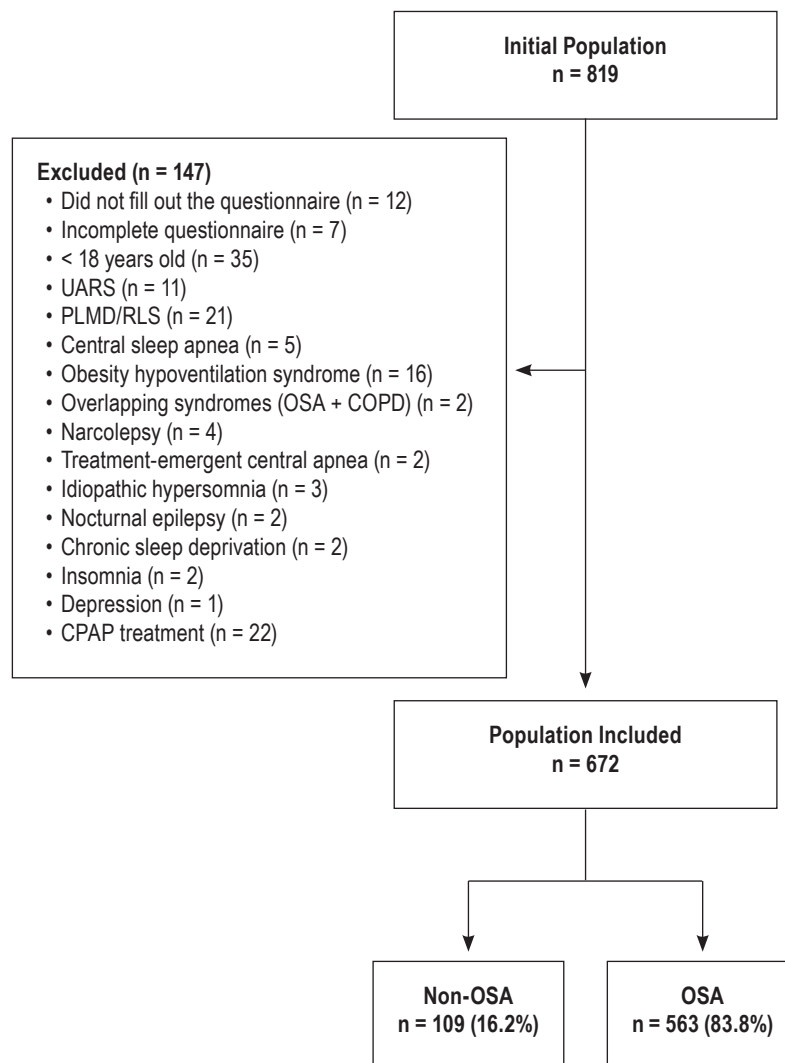 Initial Population
n = 819
Excluded (n = 147)
• Did not fill out the questionnaire (n = 12)
• Incomplete questionnaire (n = 7)
• < 18 years old (n = 35)
• UARS (n = 11)
• PLMD/RLS (n = 21)
• Central sleep apnea (n = 5)
• Obesity hypoventilation syndrome (n = 16)
• Overlapping syndromes (OSA + COPD) (n = 2)
• Narcolepsy (n = 4)
• Treatment-emergent central apnea (n = 2)
• Idiopathic hypersomnia (n = 3)
• Nocturnal epilepsy (n = 2)
• Chronic sleep deprivation (n = 2)
• Insomnia (n = 2)
• Depression (n = 1)
• CPAP treatment (n = 22)
Population Included
n = 672
Non-OSA
n = 109 (16.2%)
OSA
n = 563 (83.8%)